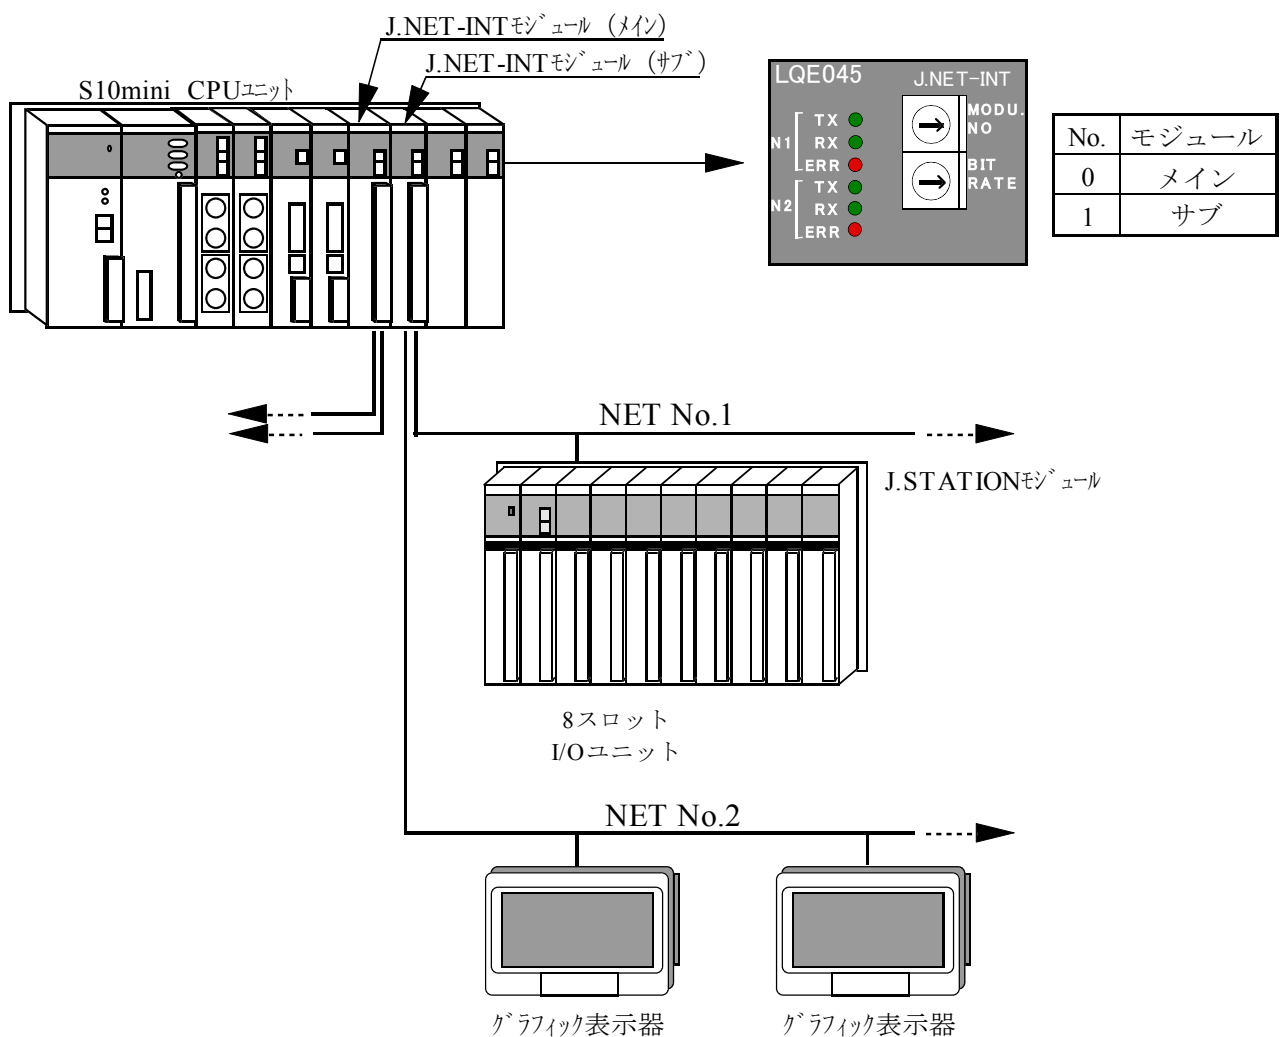 J.NET-INTﾓｼﾞｭｰﾙ（ﾒｲﾝ）
J.NET-INTﾓｼﾞｭｰﾙ（ｻﾌﾞ）
S10mini CPUﾕﾆｯﾄ
LQE045
J.NET-INT
MODU.
NO
BIT
RATE
N1
TX
RX
ERR
N2
TX
RX
ERR
No. モジュール
0 メイン
1 サブ
NET No.1
J.STATIONﾓｼﾞｭｰﾙ
8スロット
I/Oユニット
NET No.2
ｸﾞﾗﾌｨｯｸ表示器
ｸﾞﾗﾌｨｯｸ表示器